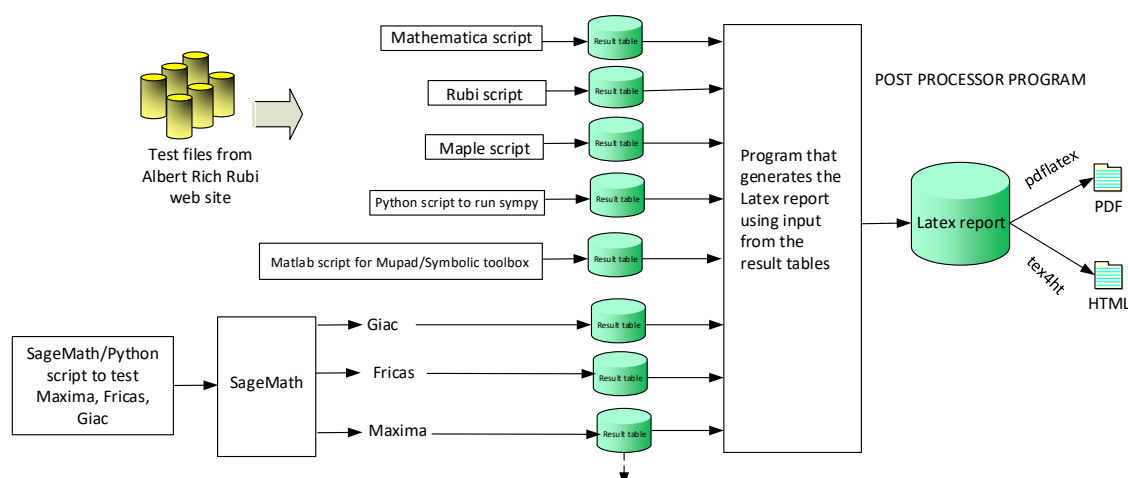 Mathematica script
Result table
Rubi script
Result table
Maple script
Result table
Python script to run sympy
Result table
Matlab script for Mupad/Symbolic toolbox
Result table
Test files from
Albert Rich Rubi
web site
SageMath/Python
script to test
Maxima, Fricas,
Giac
SageMath
Giac
Result table
Fricas
Result table
Maxima
Result table
Program that
generates the
Latex report
using input
from the
result tables
POST PROCESSOR PROGRAM
Latex report
pdflatex
PDF
tex4ht
HTML